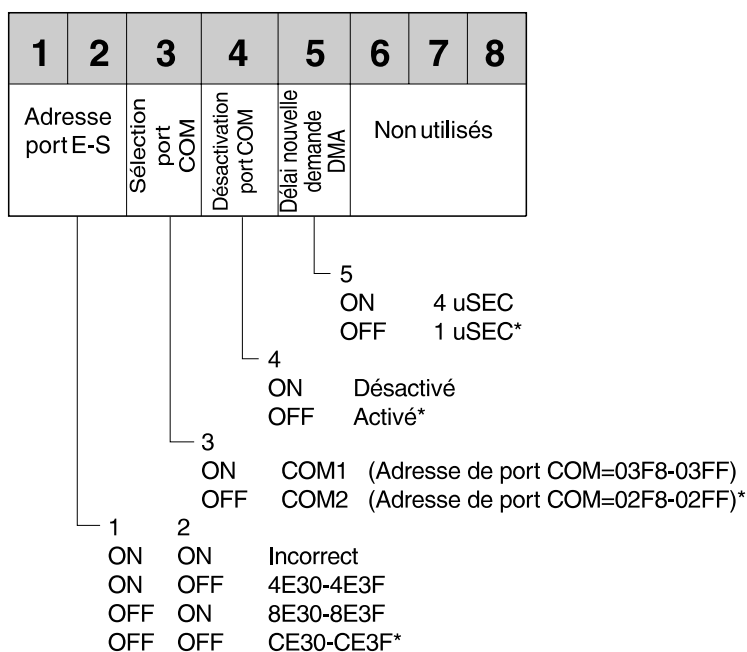 1 2 3 4 5 6 7 8
Adresse
port E-S
Sélection
port
COM
Désactivation
port COM
Délai nouvelle
demande
DMA
Non utilisés
5
ON 4 uSEC
OFF 1 uSEC*
4
ON Désactivé
OFF Activé*
3
ON COM1 (Adresse de port COM=03F8-03FF)
OFF COM2 (Adresse de port COM=02F8-02FF)*
1 2
ON ON Incorrect
ON OFF 4E30-4E3F
OFF ON 8E30-8E3F
OFF OFF CE30-CE3F*